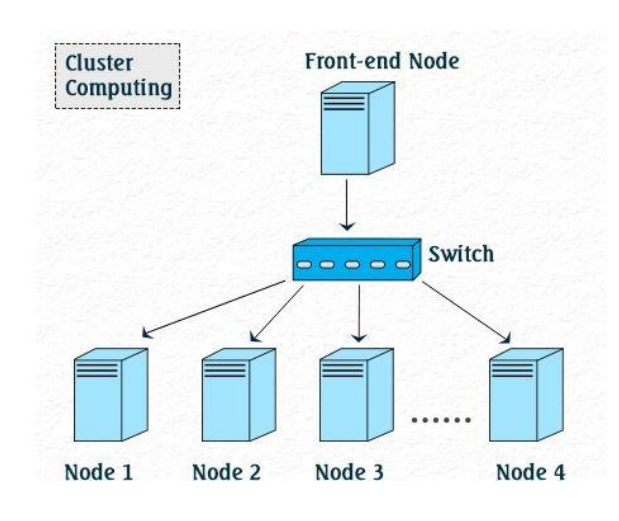 Cluster
Computing
Front-end Node
Switch
Node 1
Node 2
Node 3
Node 4